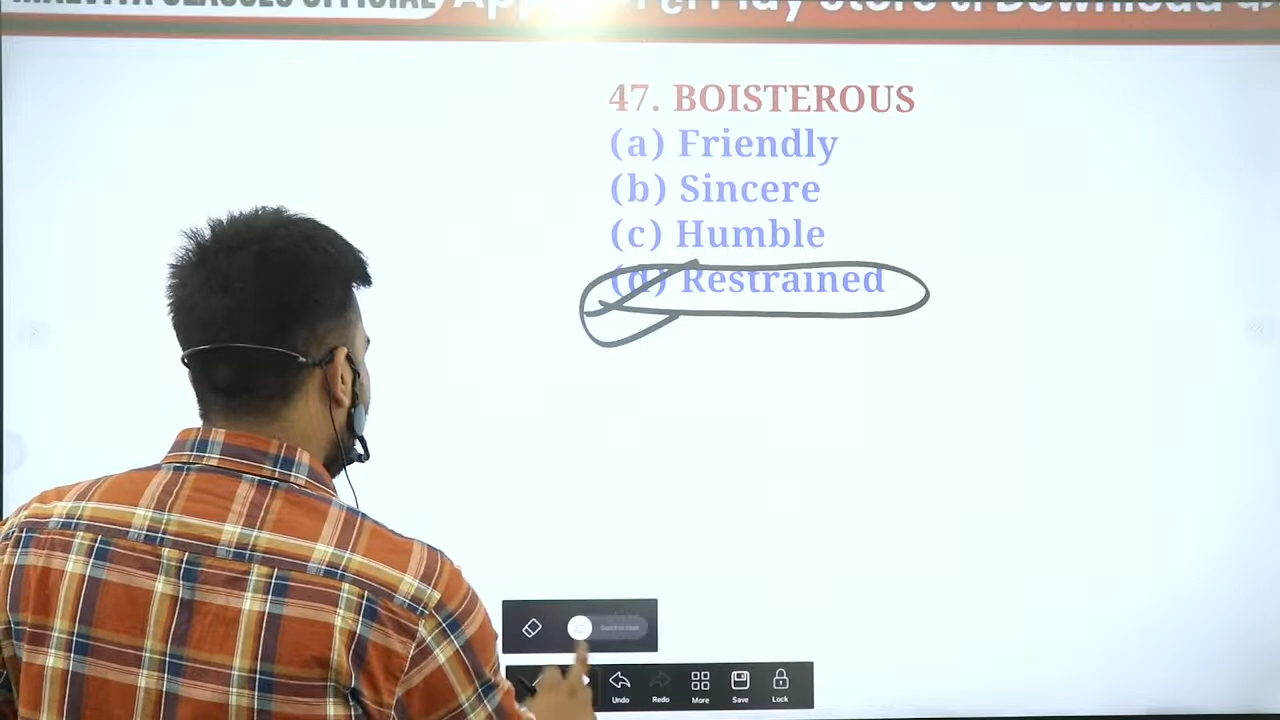 47. BOISTEROUS
(a) Friendly
(b) Sincere
(c) Humble
(d) Restrained
Undo
Redo
More
Save
Lock